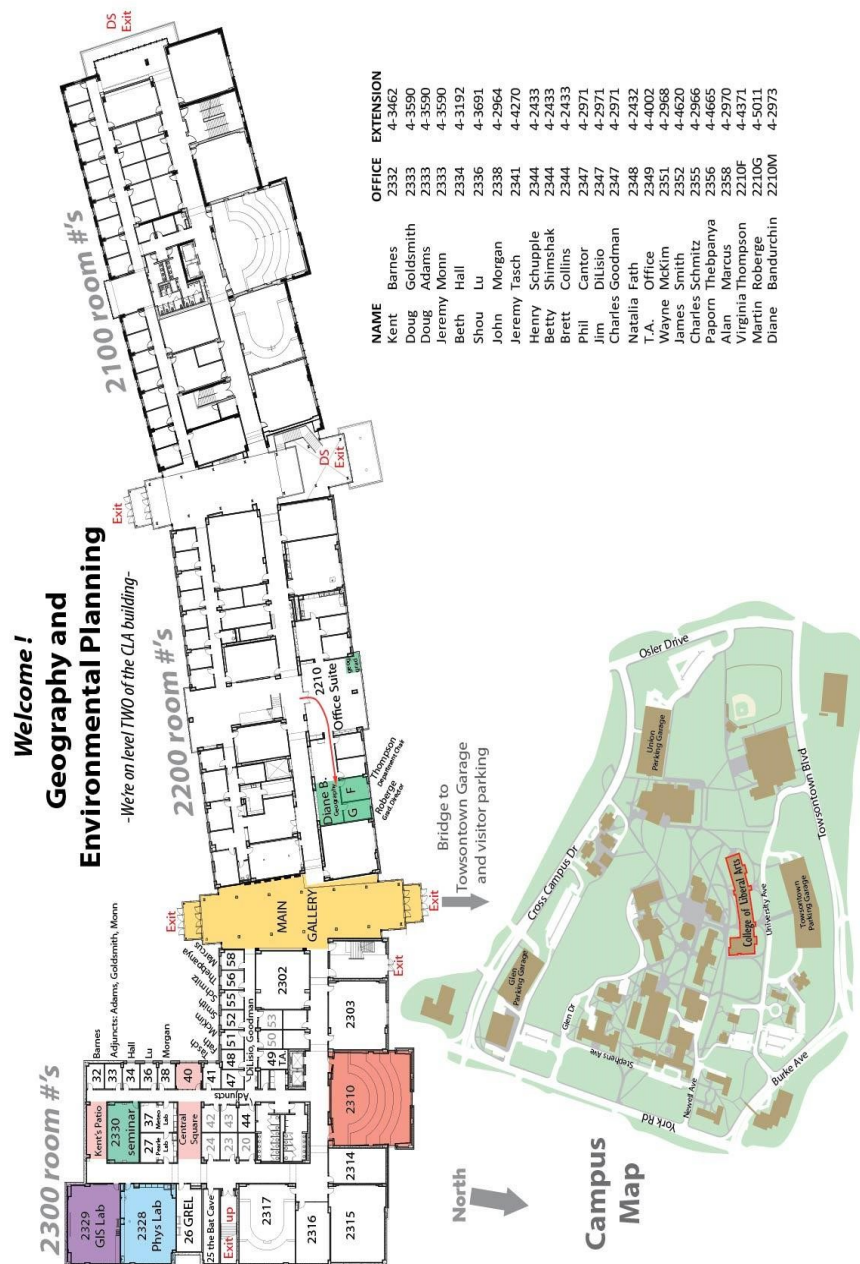 Welcome !
Geography and
Environmental Planning
-We're on level TWO of the CLA building-
2300 room #'s
2200 room #'s
2100 room #'s
2329
GIS Lab
2328
Phys Lab
26 GREL
25 the Bat Cave
Exit up
2317
2316
2315
2314
2310
2303
2302
Kent's Patio
2330
seminar
27
37
Meteo
Lab
Central
Square
24 42
23 43
20 44
32 Barnes
33 Adjuncts: Adams, Goldsmith, Monn
34 Hall
36 Lu
38 Morgan
40
41 Tasch
47 DiLisio, Goodman
Adjuncts
48 Fath
49
T.A.
50
51 McKim
52 Smith
53
55 Schmitz
56 Thebpanya
58 Marcus
Exit
MAIN
GALLERY
Exit
Exit
Diane B.
Geography
G F
Roberge
Grad. Director
Thompson
Department Chair
2210
Office Suite
Exit
DS
Exit
DS
Exit
NAME OFFICE EXTENSION
Kent Barnes 2332 4-3462
Doug Goldsmith 2333 4-3590
Doug Adams 2333 4-3590
Jeremy Monn 2333 4-3590
Beth Hall 2334 4-3192
Shou Lu 2336 4-3691
John Morgan 2338 4-2964
Jeremy Tasch 2341 4-4270
Henry Schupple 2344 4-2433
Betty Shimshak 2344 4-2433
Brett Collins 2344 4-2433
Phil Cantor 2347 4-2971
Jim DiLisio 2347 4-2971
Charles Goodman 2347 4-2971
Natalia Fath 2348 4-2432
T.A. Office 2349 4-4002
Wayne McKim 2351 4-2968
James Smith 2352 4-4620
Charles Schmitz 2355 4-2966
Paporn Thebpanya 2356 4-4665
Alan Marcus 2358 4-2970
Virginia Thompson 2210F 4-4371
Martin Roberge 2210G 4-5011
Diane Bandurchin 2210M 4-2973
Bridge to
Towsontown Garage
and visitor parking
North
Campus
Map
Cross Campus Dr
Osler Drive
Union
Parking Garage
Glen
Parking Garage
Glen Dr
Stephens Ave
York Rd
Newell Ave
Burke Ave
College of Liberal Arts
University Ave
Towsontown
Parking Garage
Towsontown Blvd